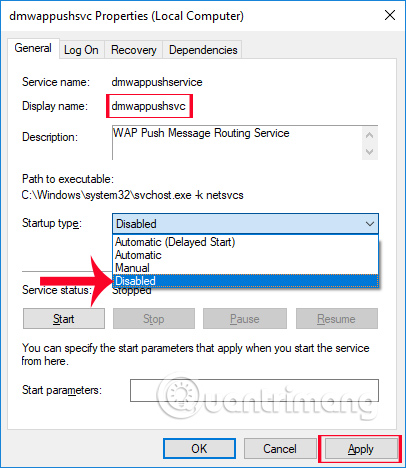 dmwappushsvc Properties (Local Computer)
General Log On Recovery Dependencies
Service name: dmwappushservice
Display name: dmwappushsvc
Description: WAP Push Message Routing Service
Path to executable:
C:\Windows\system32\svchost.exe -k netsvcs
Startup type: Disabled
Automatic (Delayed Start)
Automatic
Manual
Disabled
Service status: Stopped
Start Stop Pause Resume
You can specify the start parameters that apply when you start the service
from here.
Start parameters:
Quantrimang
OK Cancel Apply